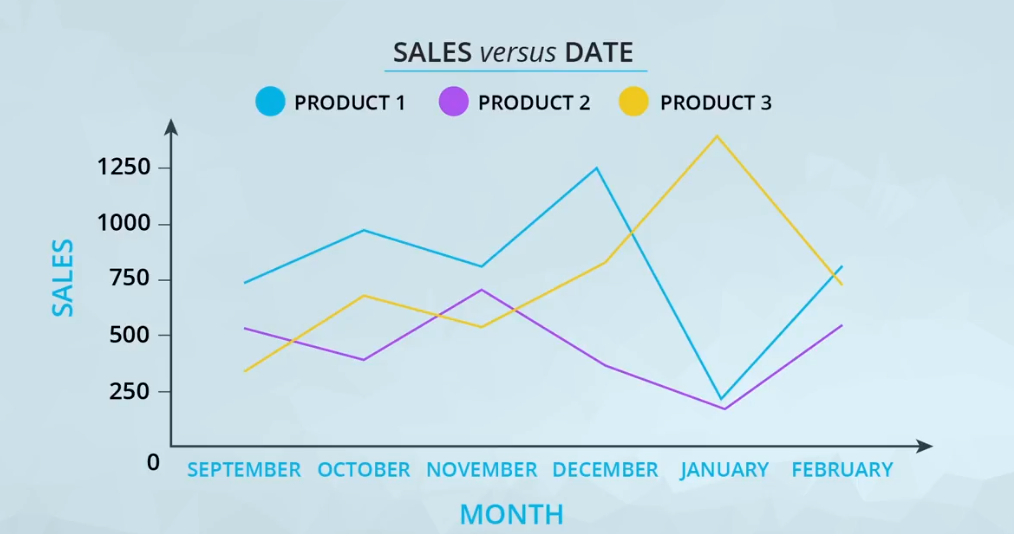 SALES versus DATE
PRODUCT 1 PRODUCT 2 PRODUCT 3
1250
1000
750
500
250
0
SALES
SEPTEMBER OCTOBER NOVEMBER DECEMBER JANUARY FEBRUARY
MONTH